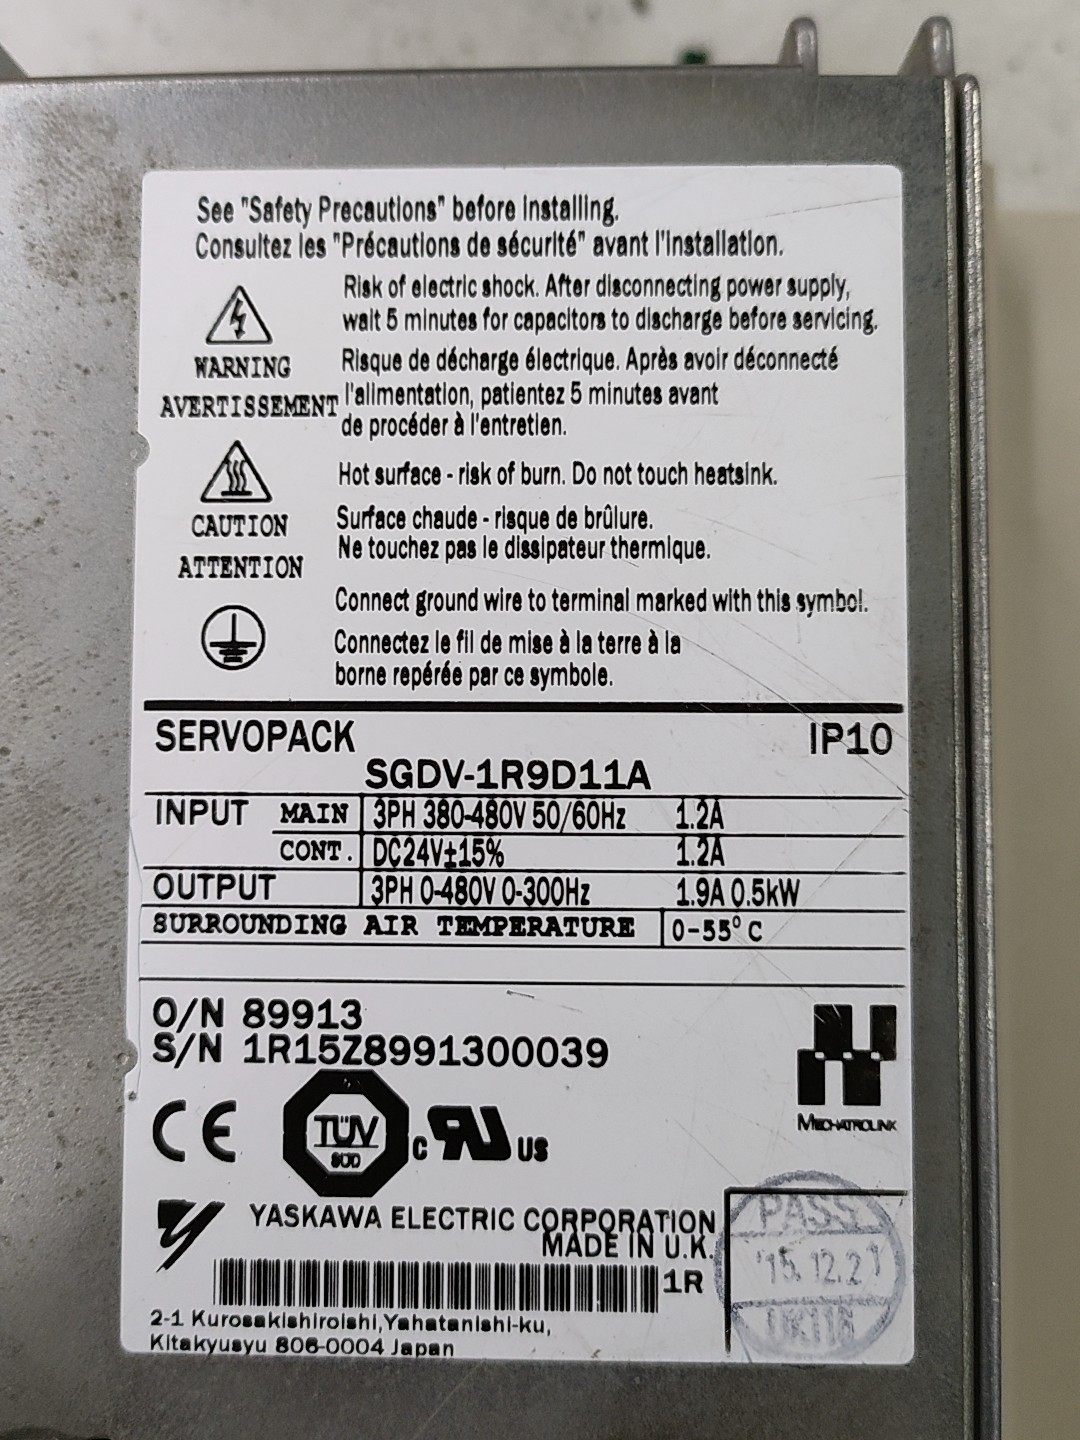 See "Safety Precautions" before installing.
Consultez les "Précautions de sécurité" avant l'installation.
Risk of electric shock. After disconnecting power supply,
wait 5 minutes for capacitors to discharge before servicing.
WARNING
AVERTISSEMENT
Risque de décharge électrique. Après avoir déconnecté
l'alimentation, patientez 5 minutes avant
de procéder à l'entretien.
CAUTION
ATTENTION
Hot surface - risk of burn. Do not touch heatsink.
Surface chaude - risque de brûlure.
Ne touchez pas le dissipateur thermique.
Connect ground wire to terminal marked with this symbol.
Connectez le fil de mise à la terre à la
borne repérée par ce symbole.
SERVOPACK IP10
SGDV-1R9D11A
INPUT MAIN 3PH 380-480V 50/60Hz 1.2A
CONT. DC24V±15% 1.2A
OUTPUT 3PH 0-480V 0-300Hz 1.9A 0.5kW
SURROUNDING AIR TEMPERATURE 0-55°C
O/N 89913
S/N 1R15Z8991300039
MECHATROLINK
CE TÜV SÜD c RU US
YASKAWA ELECTRIC CORPORATION
MADE IN U.K.
1R
2-1 Kurosakishiroishi,Yahatanishi-ku,
Kitakyusyu 806-0004 Japan
PASS
'15.12.21
UK116